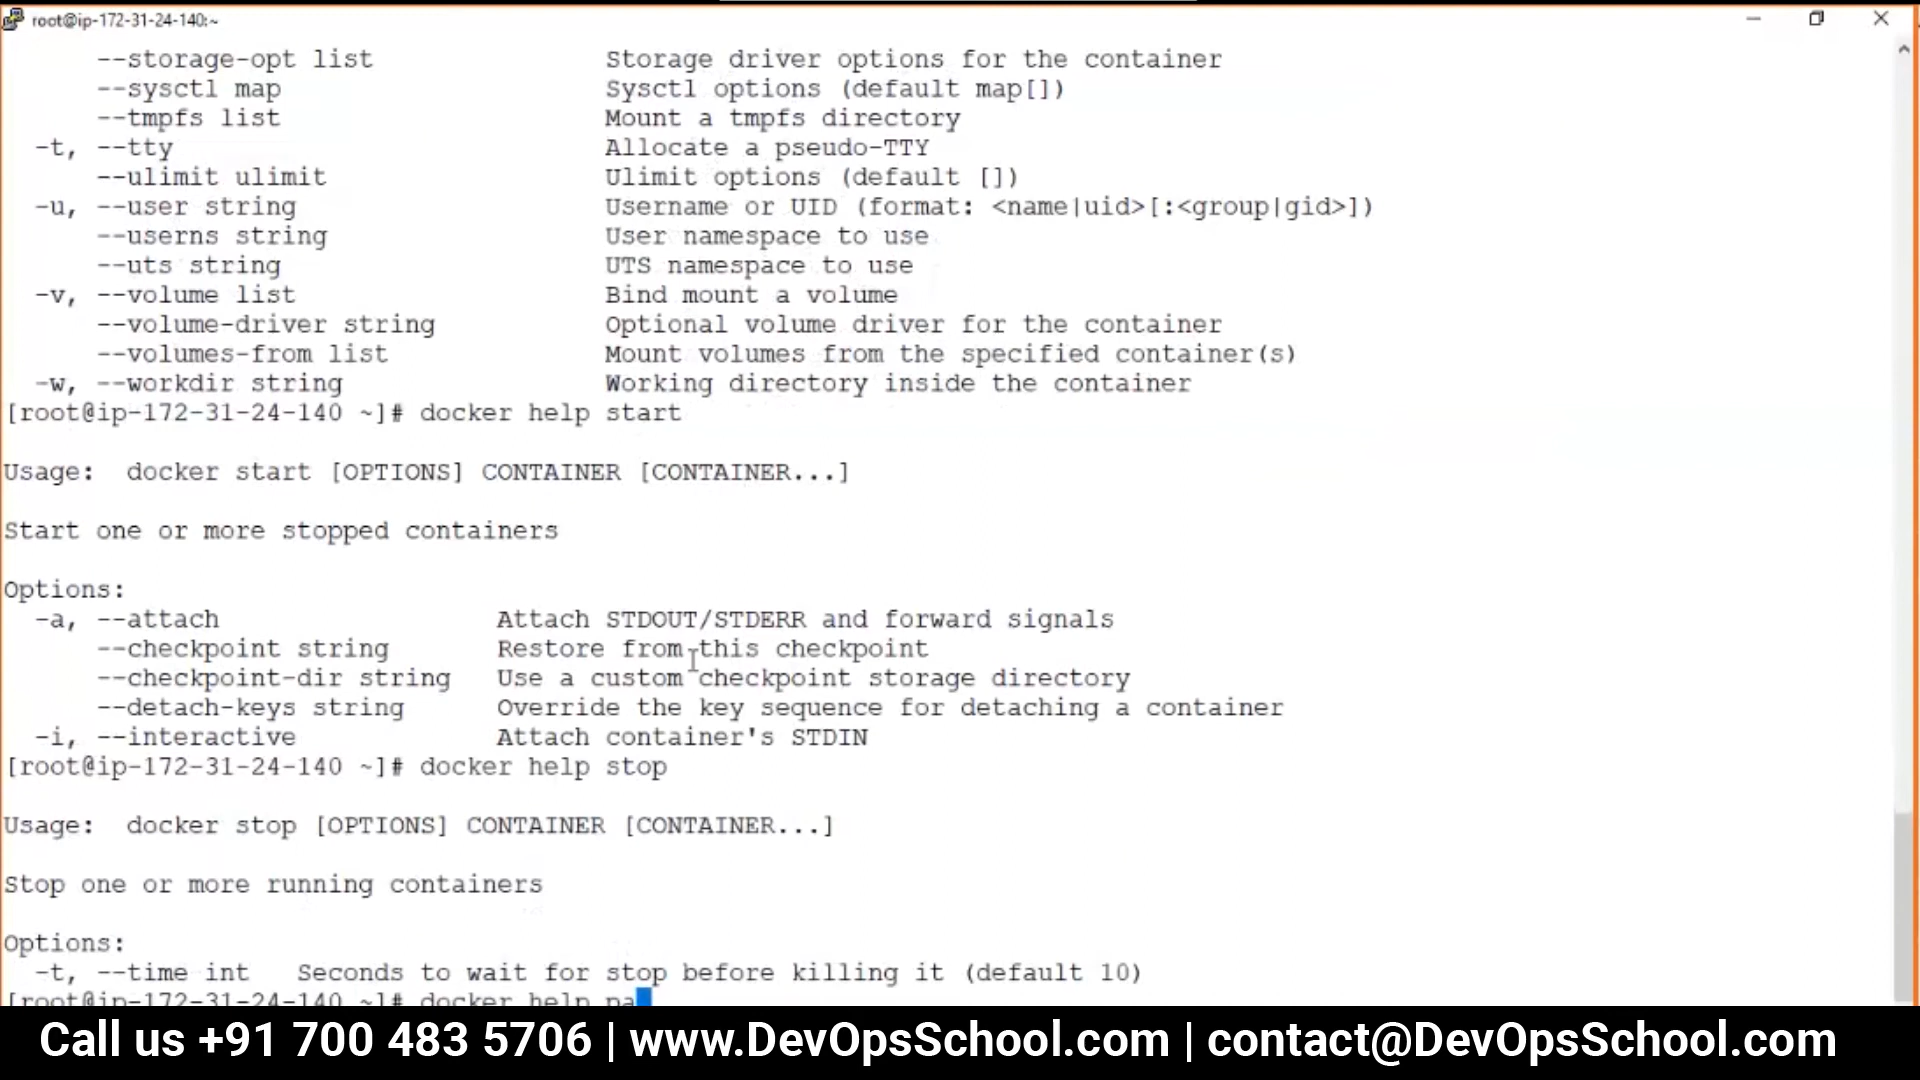 root@ip-172-31-24-140:~
--storage-opt list Storage driver options for the container
--sysctl map Sysctl options (default map[])
--tmpfs list Mount a tmpfs directory
-t, --tty Allocate a pseudo-TTY
--ulimit ulimit Ulimit options (default [])
-u, --user string Username or UID (format: <name|uid>[:<group|gid>])
--userns string User namespace to use
--uts string UTS namespace to use
-v, --volume list Bind mount a volume
--volume-driver string Optional volume driver for the container
--volumes-from list Mount volumes from the specified container(s)
-w, --workdir string Working directory inside the container
[root@ip-172-31-24-140 ~]# docker help start
Usage: docker start [OPTIONS] CONTAINER [CONTAINER...]
Start one or more stopped containers
Options:
-a, --attach Attach STDOUT/STDERR and forward signals
--checkpoint string Restore from this checkpoint
--checkpoint-dir string Use a custom checkpoint storage directory
--detach-keys string Override the key sequence for detaching a container
-i, --interactive Attach container's STDIN
[root@ip-172-31-24-140 ~]# docker help stop
Usage: docker stop [OPTIONS] CONTAINER [CONTAINER...]
Stop one or more running containers
Options:
-t, --time int Seconds to wait for stop before killing it (default 10)
[root@ip-172-31-24-140 ~]# docker help pa
Call us +91 700 483 5706 | www.DevOpsSchool.com | contact@DevOpsSchool.com